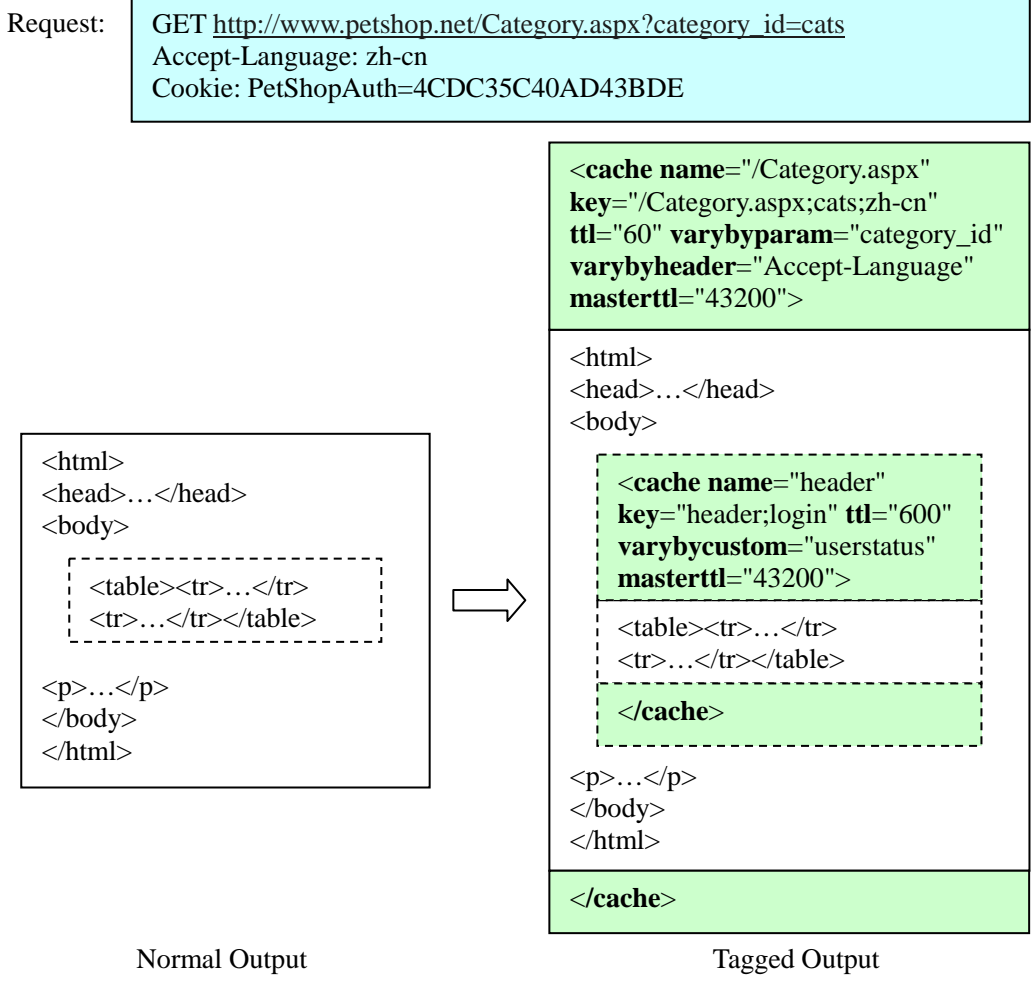 Request:
GET http://www.petshop.net/Category.aspx?category_id=cats
Accept-Language: zh-cn
Cookie: PetShopAuth=4CDC35C40AD43BDE
<html>
<head>…</head>
<body>
<table><tr>…</tr>
<tr>…</tr></table>
<p>…</p>
</body>
</html>
Normal Output
<cache name="/Category.aspx"
key="/Category.aspx;cats;zh-cn"
ttl="60" varybyparam="category_id"
varybyheader="Accept-Language"
masterttl="43200">
<html>
<head>…</head>
<body>
<cache name="header"
key="header;login" ttl="600"
varybycustom="userstatus"
masterttl="43200">
<table><tr>…</tr>
<tr>…</tr></table>
</cache>
<p>…</p>
</body>
</html>
</cache>
Tagged Output